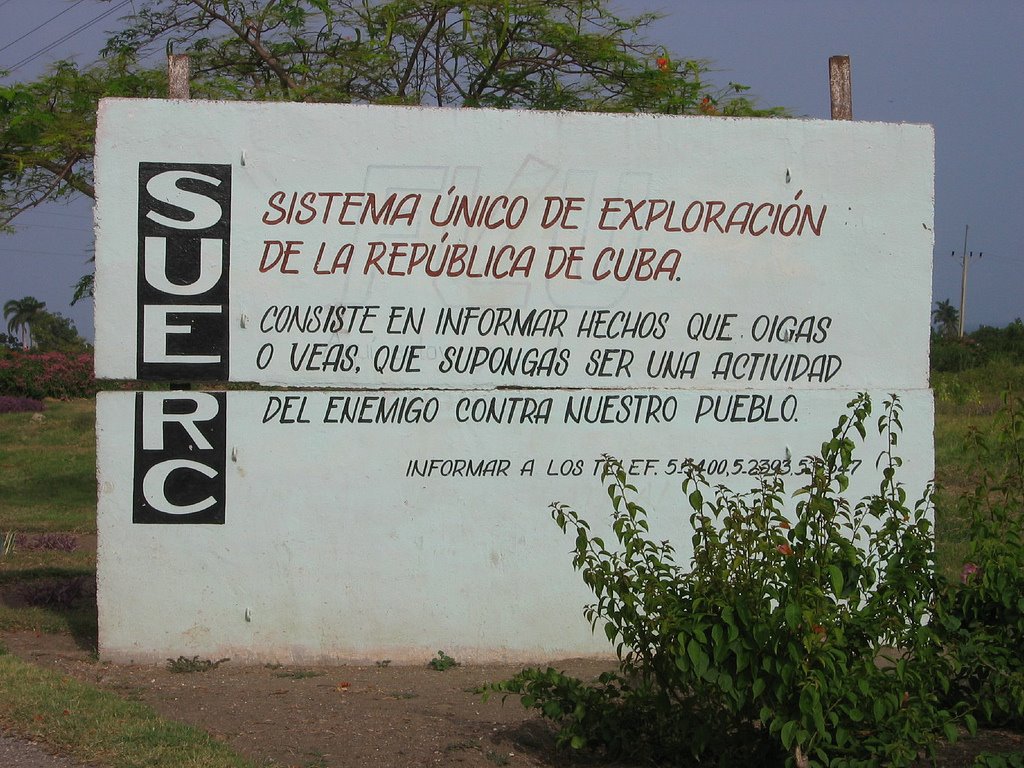 SUERC
SISTEMA ÚNICO DE EXPLORACIÓN
DE LA REPÚBLICA DE CUBA.
CONSISTE EN INFORMAR HECHOS QUE OIGAS
O VEAS, QUE SUPONGAS SER UNA ACTIVIDAD
DEL ENEMIGO CONTRA NUESTRO PUEBLO.
INFORMAR A LOS TELEF.